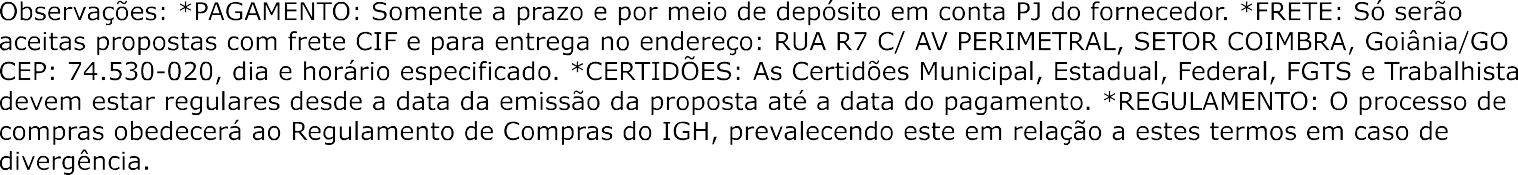 Observações: *PAGAMENTO: Somente a prazo e por meio de depósito em conta PJ do fornecedor. *FRETE: Só serão
aceitas propostas com frete CIF e para entrega no endereço: RUA R7 C/ AV PERIMETRAL, SETOR COIMBRA, Goiânia/GO
CEP: 74.530-020, dia e horário especificado. *CERTIDÕES: As Certidões Municipal, Estadual, Federal, FGTS e Trabalhista
devem estar regulares desde a data da emissão da proposta até a data do pagamento. *REGULAMENTO: O processo de
compras obedecerá ao Regulamento de Compras do IGH, prevalecendo este em relação a estes termos em caso de
divergência.